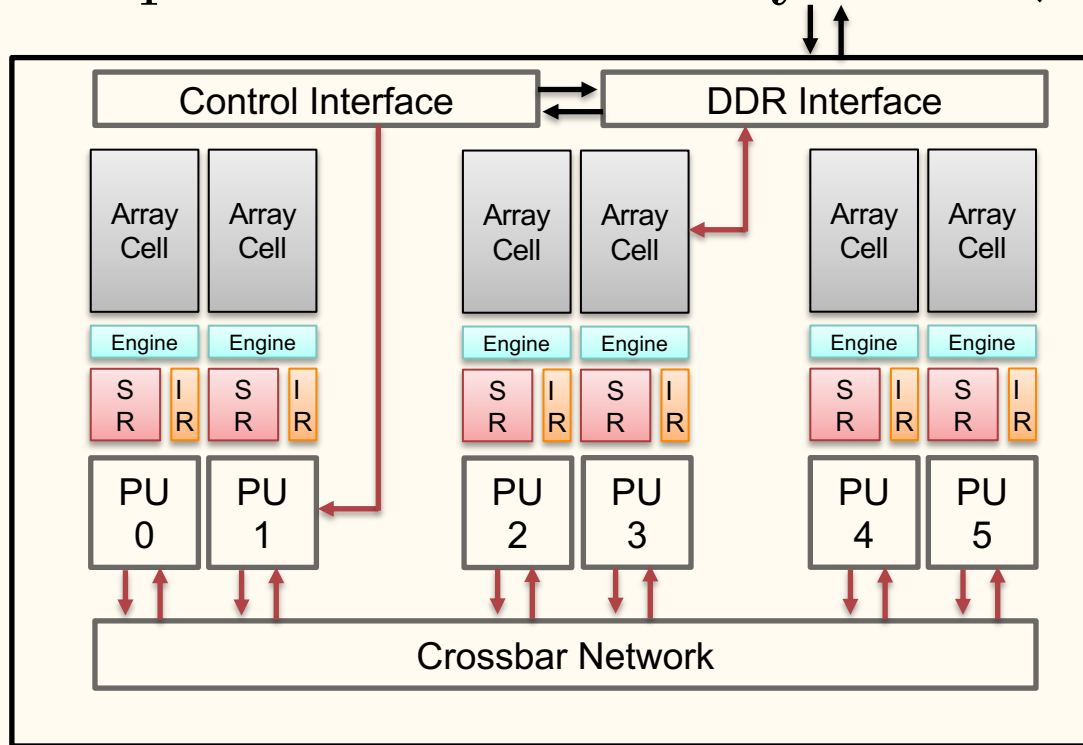 Control Interface
DDR Interface
Array
Cell
Array
Cell
Array
Cell
Array
Cell
Array
Cell
Array
Cell
Engine
Engine
Engine
Engine
Engine
Engine
S
R
I
R
S
R
I
R
S
R
I
R
S
R
I
R
S
R
I
R
S
R
I
R
PU
0
PU
1
PU
2
PU
3
PU
4
PU
5
Crossbar Network